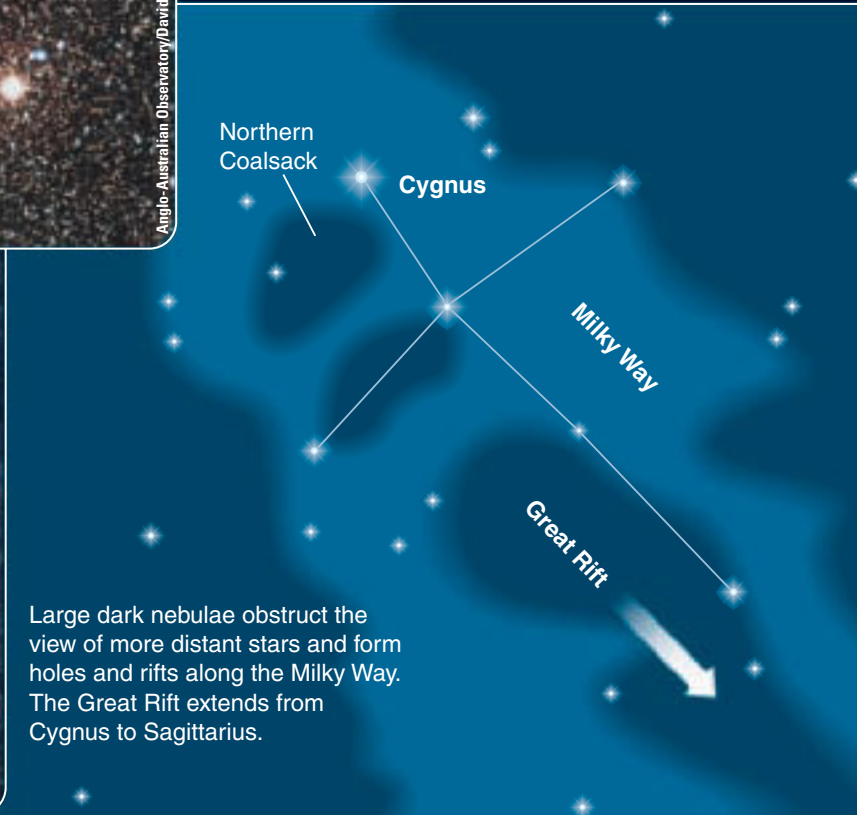 Anglo-Australian Observatory/David
Northern
Coalsack
Cygnus
Milky Way
Great Rift
Large dark nebulae obstruct the
view of more distant stars and form
holes and rifts along the Milky Way.
The Great Rift extends from
Cygnus to Sagittarius.